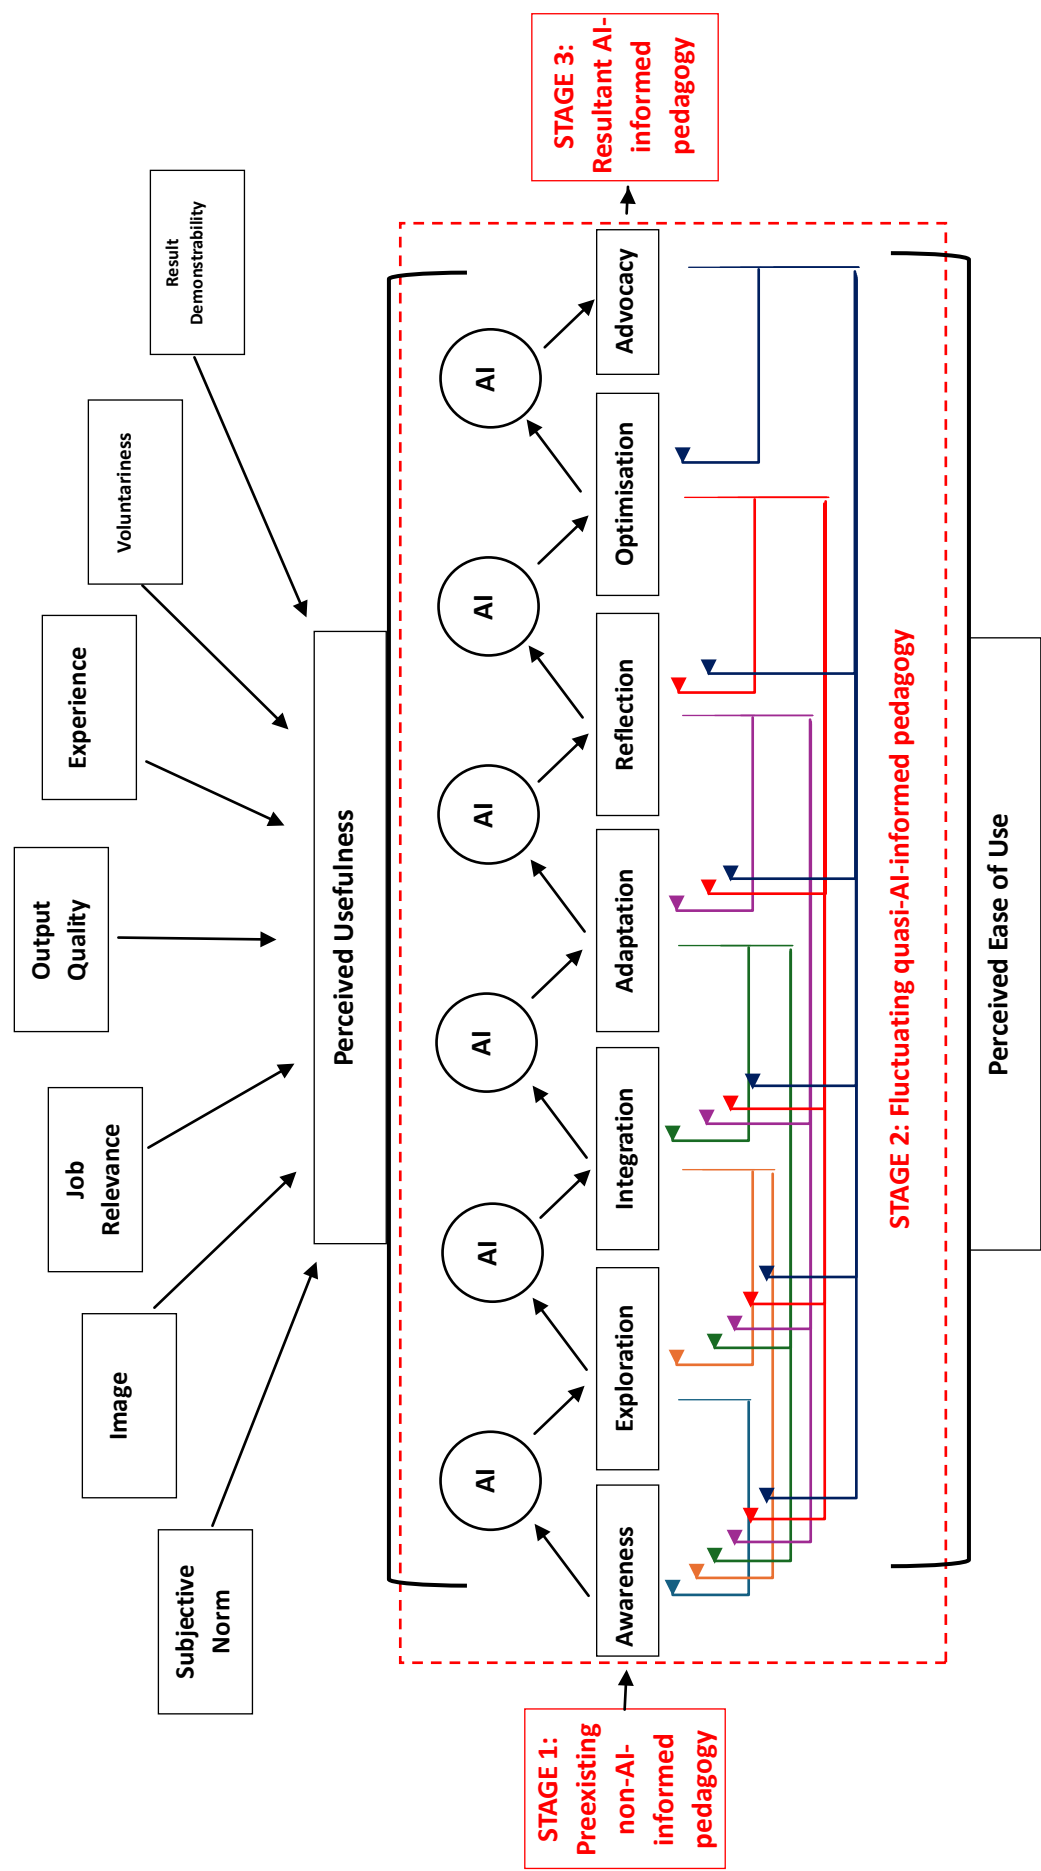 Subjective
Norm
Image
Job
Relevance
Output
Quality
Experience
Voluntariness
Result
Demonstrability
Perceived Usefulness
AI
AI
AI
AI
AI
AI
STAGE 1:
Preexisting
non-AI-
informed
pedagogy
Awareness
Exploration
Integration
Adaptation
Reflection
Optimisation
Advocacy
STAGE 3:
Resultant AI-
informed
pedagogy
STAGE 2: Fluctuating quasi-AI-informed pedagogy
Perceived Ease of Use